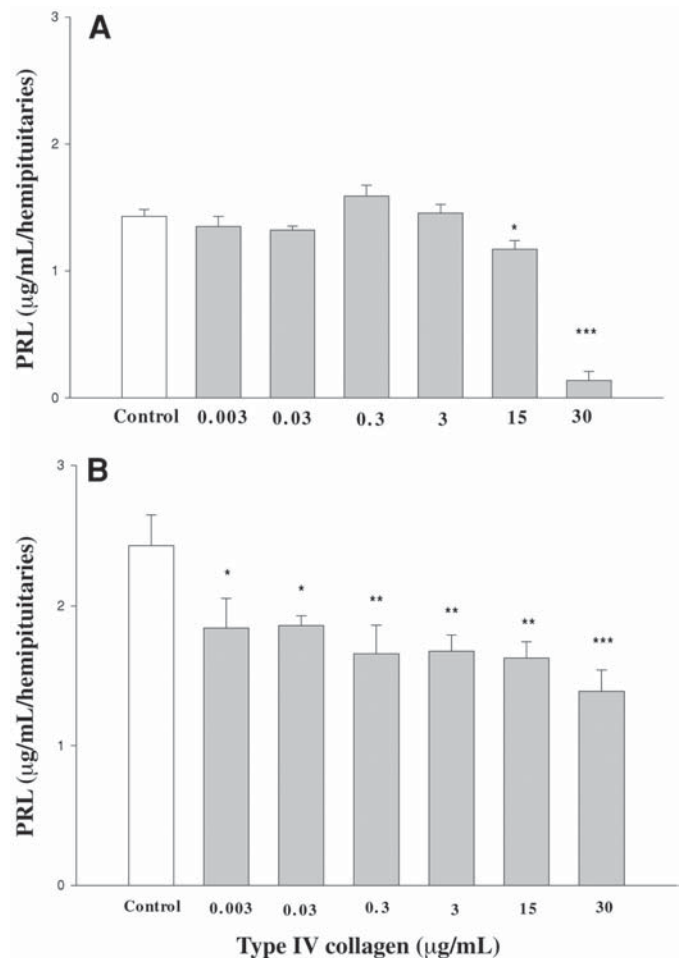 A
PRL (µg/mL/hemipituitaries)
3
2
1
0
*
***
Control 0.003 0.03 0.3 3 15 30
B
PRL (µg/mL/hemipituitaries)
3
2
1
0
* * ** ** ** ***
Control 0.003 0.03 0.3 3 15 30
Type IV collagen (µg/mL)